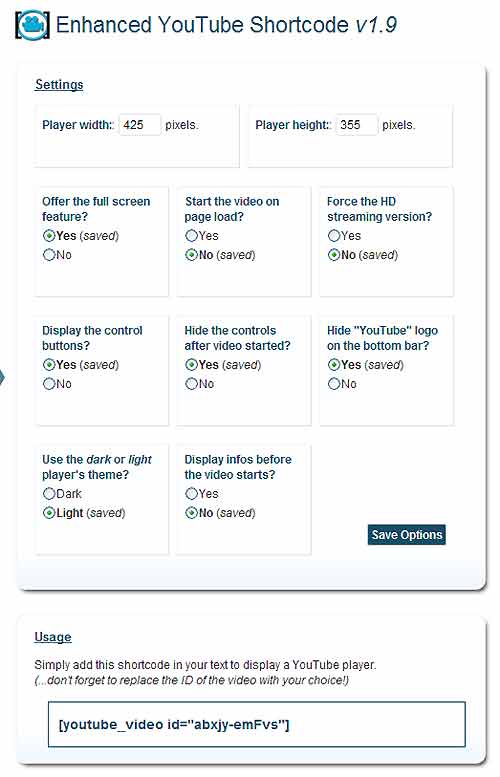 Enhanced YouTube Shortcode v1.9
Settings
Player width:: 425 pixels.
Player height:: 355 pixels.
Offer the full screen
feature?
Yes (saved)
No
Start the video on
page load?
Yes
No (saved)
Force the HD
streaming version?
Yes
No (saved)
Display the control
buttons?
Yes (saved)
No
Hide the controls
after video started?
Yes (saved)
No
Hide "YouTube" logo
on the bottom bar?
Yes (saved)
No
Use the dark or light
player's theme?
Dark
Light (saved)
Display infos before
the video starts?
Yes
No (saved)
Save Options
Usage
Simply add this shortcode in your text to display a YouTube player.
(...don't forget to replace the ID of the video with your choice!)
[youtube_video id="abxjy-emFvs"]